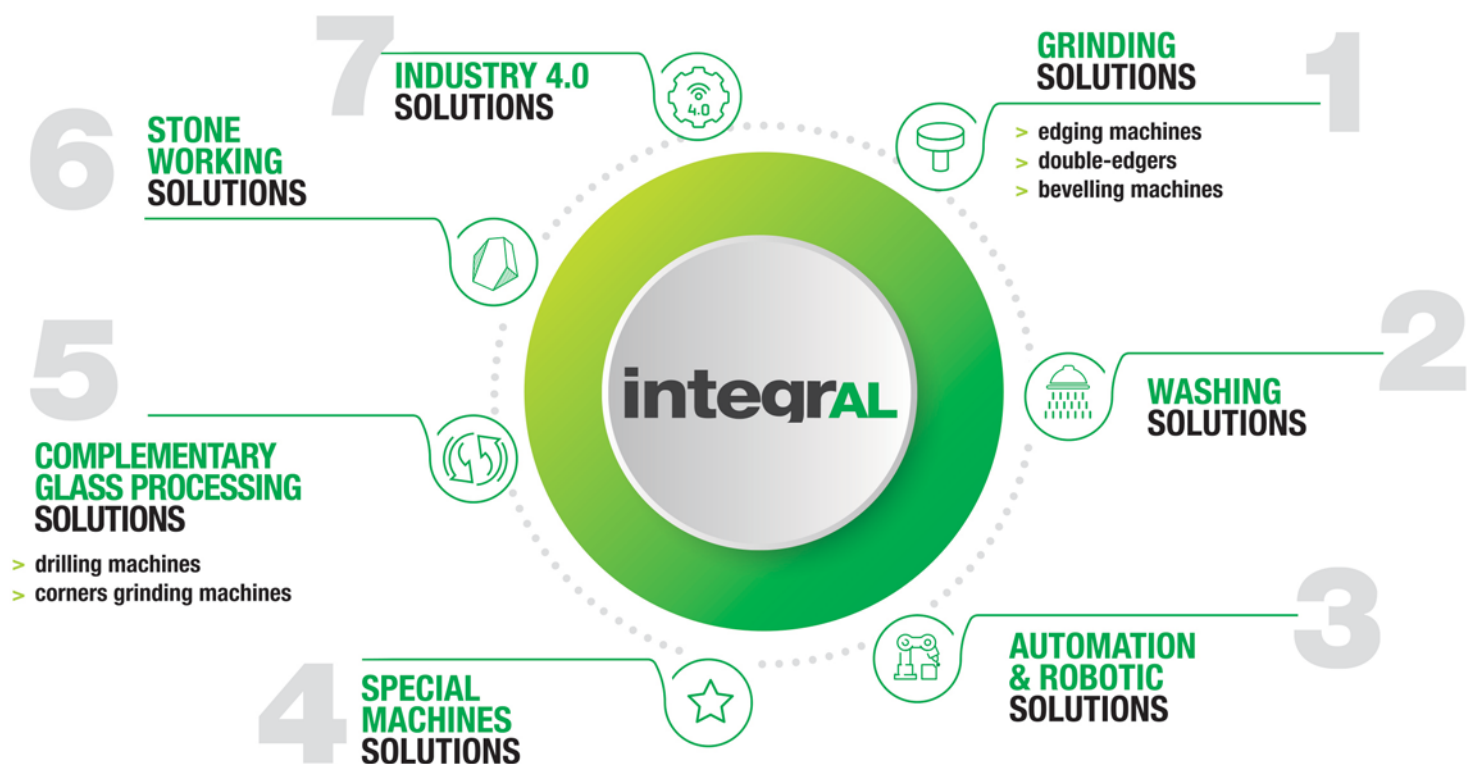 1
GRINDING
SOLUTIONS
> edging machines
> double-edgers
> bevelling machines
2
WASHING
SOLUTIONS
3
AUTOMATION
& ROBOTIC
SOLUTIONS
4
SPECIAL
MACHINES
SOLUTIONS
5
COMPLEMENTARY
GLASS PROCESSING
SOLUTIONS
> drilling machines
> corners grinding machines
6
STONE
WORKING
SOLUTIONS
7
INDUSTRY 4.0
SOLUTIONS
4.0
integrAL